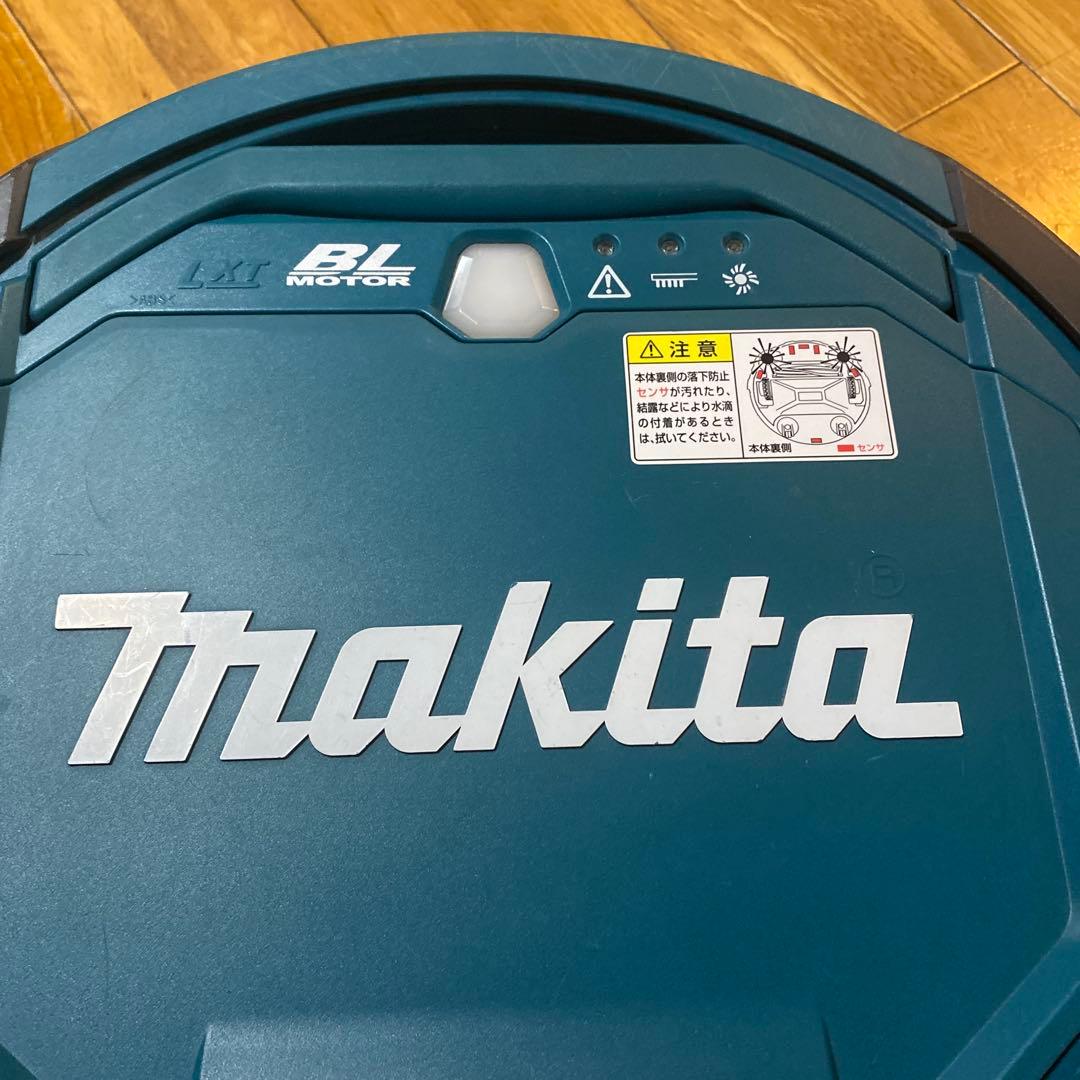 LXT
BL
MOTOR
>ABS<
注意
本体裏側の落下防止
センサが汚れたり、
結露などにより水滴
の付着があるとき
は、拭いてください。
本体裏側
センサ
®
makita